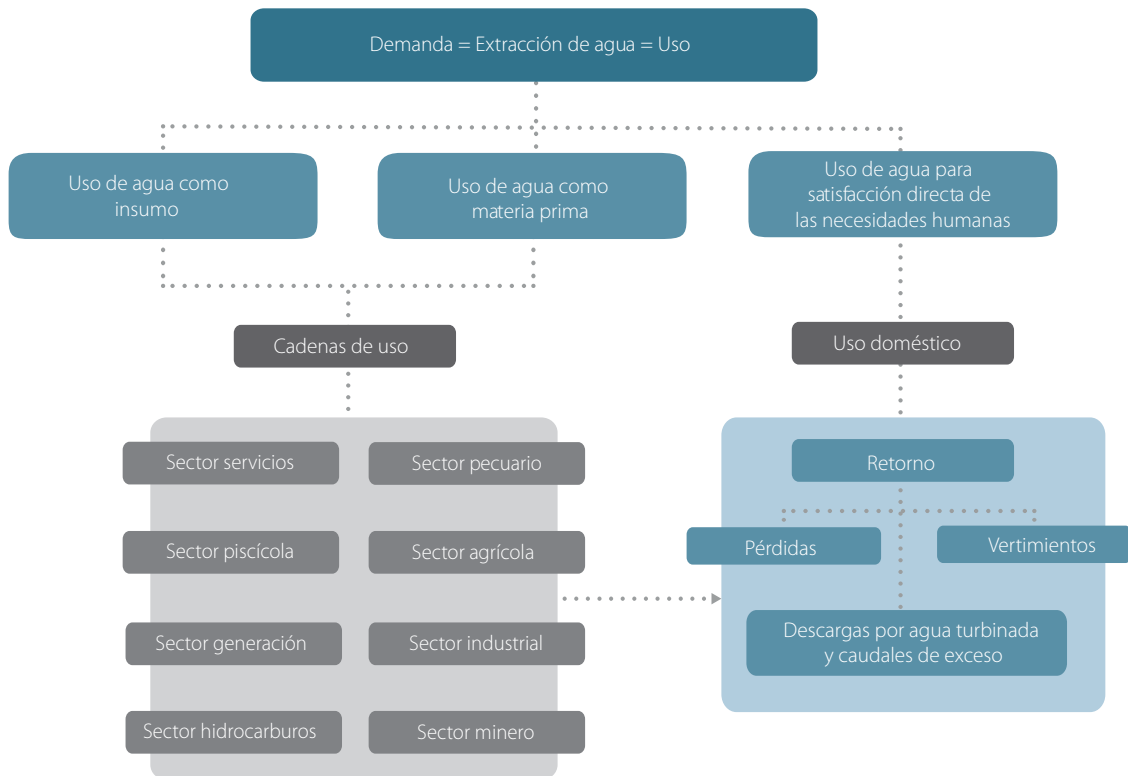 Demanda = Extracción de agua = Uso
Uso de agua como
insumo
Uso de agua como
materia prima
Uso de agua para
satisfacción directa de
las necesidades humanas
Cadenas de uso
Uso doméstico
Sector servicios
Sector pecuario
Sector piscícola
Sector agrícola
Sector generación
Sector industrial
Sector hidrocarburos
Sector minero
Retorno
Pérdidas
Vertimientos
Descargas por agua turbinada
y caudales de exceso